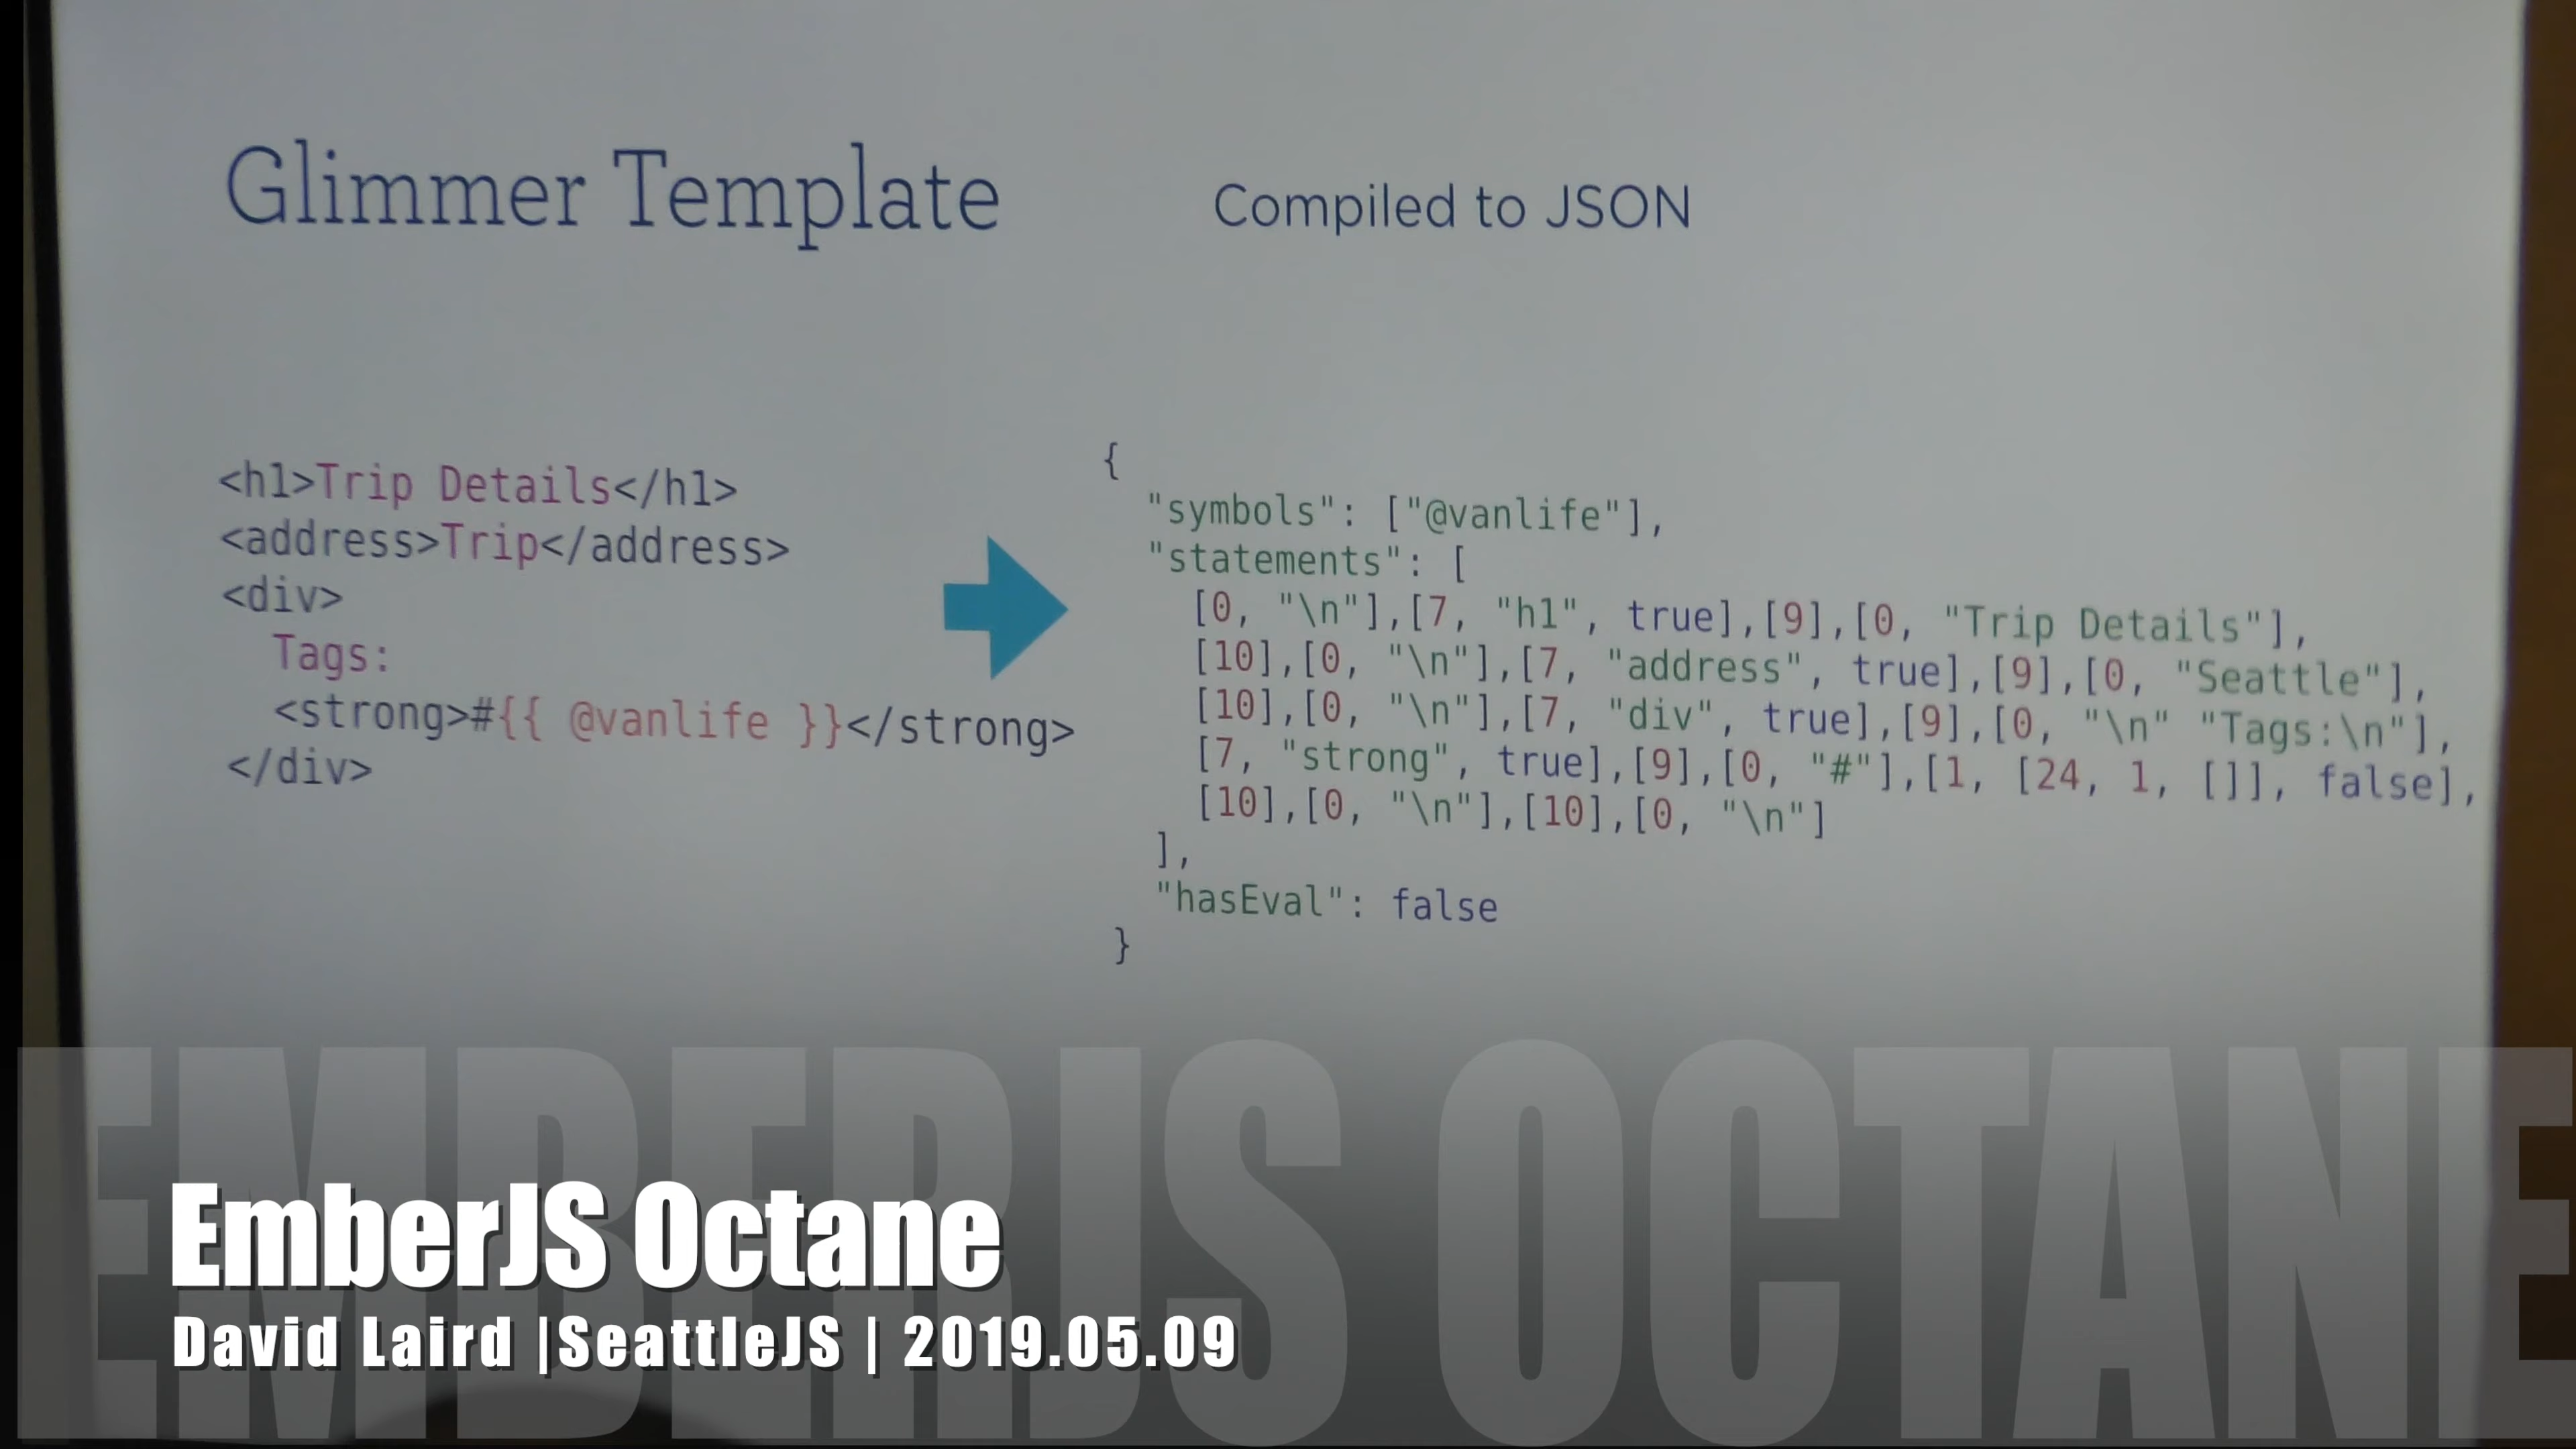 Glimmer Template
Compiled to JSON
<h1>Trip Details</h1>
<address>Trip</address>
<div>
Tags:
<strong>#{{ @vanlife }}</strong>
</div>
{
"symbols": ["@vanlife"],
"statements": [
[0, "\n"],[7, "h1", true],[9],[0, "Trip Details"],
[10],[0, "\n"],[7, "address", true],[9],[0, "Seattle"],
[10],[0, "\n"],[7, "div", true],[9],[0, "\n" "Tags:\n"],
[7, "strong", true],[9],[0, "#"],[1, [24, 1, []], false],
[10],[0, "\n"],[10],[0, "\n"]
],
"hasEval": false
}
EMBERJS OCTANE
EmberJS Octane
David Laird |SeattleJS | 2019.05.09